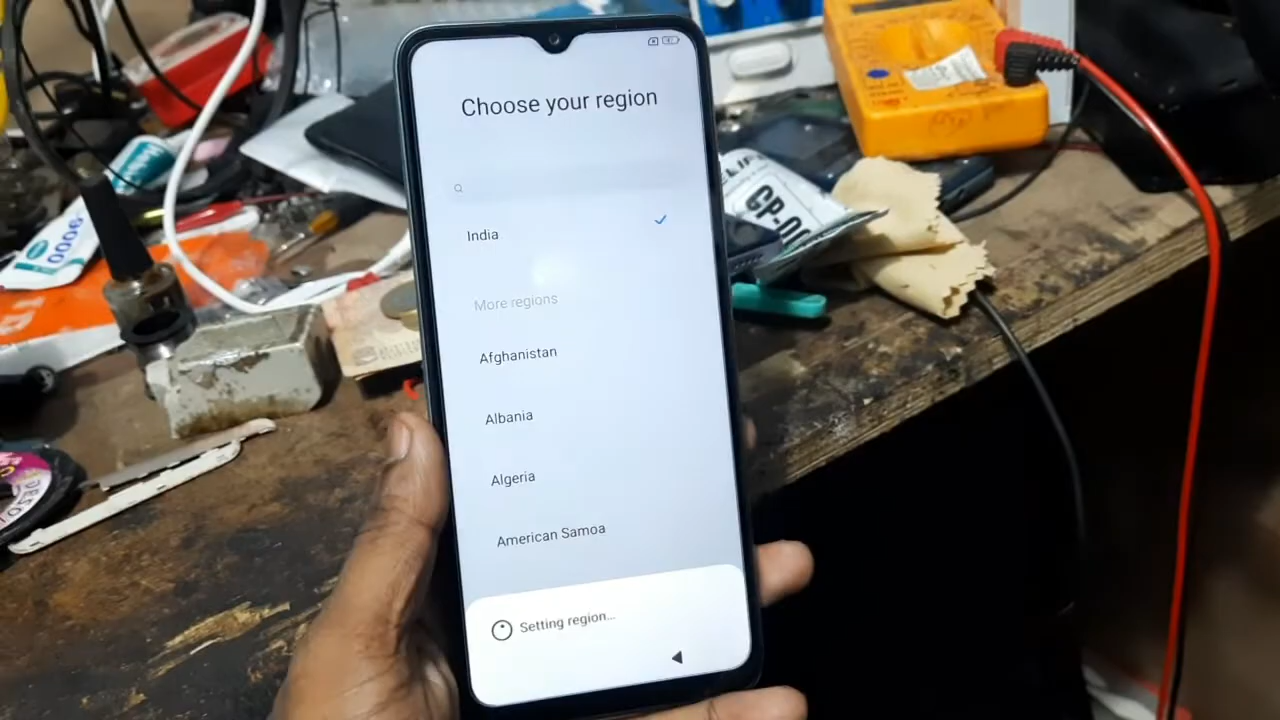 Choose your region
India
More regions
Afghanistan
Albania
Algeria
American Samoa
Setting region...